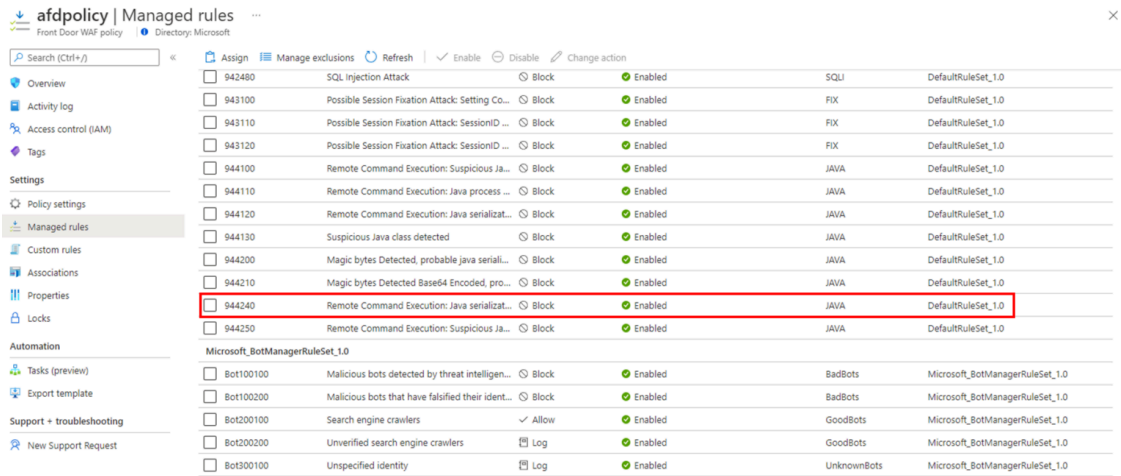 afdpolicy | Managed rules ...
Front Door WAF policy Directory: Microsoft
Search (Ctrl+/) «
Assign Manage exclusions Refresh Enable Disable Change action
Overview
Activity log
Access control (IAM)
Tags
Settings
Policy settings
Managed rules
Custom rules
Associations
Properties
Locks
Automation
Tasks (preview)
Export template
Support + troubleshooting
New Support Request
942480 SQL Injection Attack Block Enabled SQLI DefaultRuleSet_1.0
943100 Possible Session Fixation Attack: Setting Co... Block Enabled FIX DefaultRuleSet_1.0
943110 Possible Session Fixation Attack: SessionID ... Block Enabled FIX DefaultRuleSet_1.0
943120 Possible Session Fixation Attack: SessionID ... Block Enabled FIX DefaultRuleSet_1.0
944100 Remote Command Execution: Suspicious Ja... Block Enabled JAVA DefaultRuleSet_1.0
944110 Remote Command Execution: Java process ... Block Enabled JAVA DefaultRuleSet_1.0
944120 Remote Command Execution: Java serializat... Block Enabled JAVA DefaultRuleSet_1.0
944130 Suspicious Java class detected Block Enabled JAVA DefaultRuleSet_1.0
944200 Magic bytes Detected, probable java seriali... Block Enabled JAVA DefaultRuleSet_1.0
944210 Magic bytes Detected Base64 Encoded, pro... Block Enabled JAVA DefaultRuleSet_1.0
944240 Remote Command Execution: Java serializat... Block Enabled JAVA DefaultRuleSet_1.0
944250 Remote Command Execution: Suspicious Ja... Block Enabled JAVA DefaultRuleSet_1.0
Microsoft_BotManagerRuleSet_1.0
Bot100100 Malicious bots detected by threat intelligen... Block Enabled BadBots Microsoft_BotManagerRuleSet_1.0
Bot100200 Malicious bots that have falsified their ident... Block Enabled BadBots Microsoft_BotManagerRuleSet_1.0
Bot200100 Search engine crawlers Allow Enabled GoodBots Microsoft_BotManagerRuleSet_1.0
Bot200200 Unverified search engine crawlers Log Enabled GoodBots Microsoft_BotManagerRuleSet_1.0
Bot300100 Unspecified identity Log Enabled UnknownBots Microsoft_BotManagerRuleSet_1.0